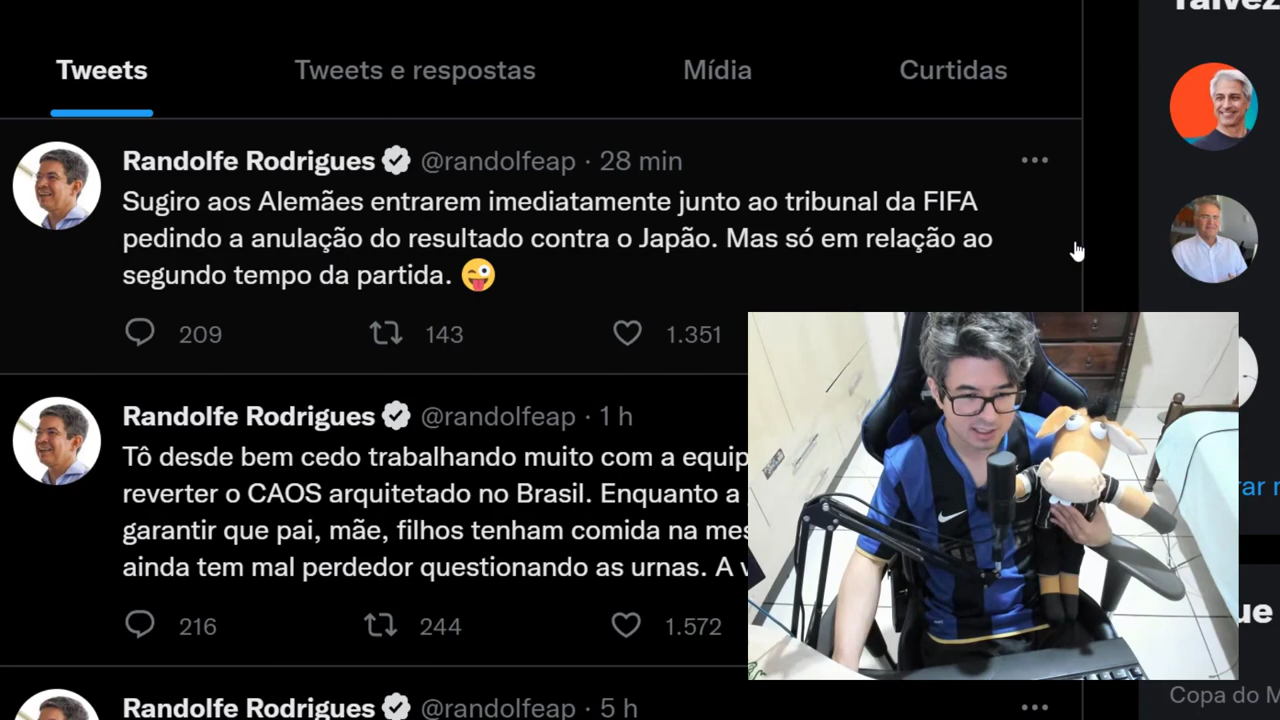 Talvez
Tweets
Tweets e respostas
Mídia
Curtidas
Randolfe Rodrigues @randolfeap · 28 min
Sugiro aos Alemães entrarem imediatamente junto ao tribunal da FIFA
pedindo a anulação do resultado contra o Japão. Mas só em relação ao
segundo tempo da partida. 😜
209 143 1.351
Randolfe Rodrigues @randolfeap · 1 h
Tô desde bem cedo trabalhando muito com a equip
reverter o CAOS arquitetado no Brasil. Enquanto a
garantir que pai, mãe, filhos tenham comida na mes
ainda tem mal perdedor questionando as urnas. A v
216 244 1.572
Randolfe Rodrigues @randolfeap · 5 h
rar m
ue
Copa do M